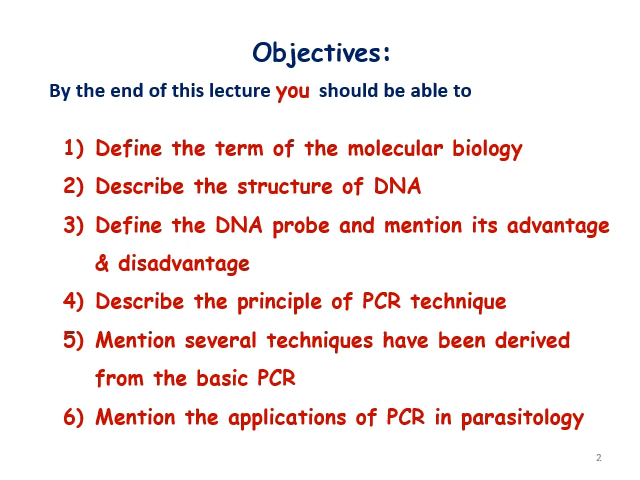 Objectives:
By the end of this lecture you should be able to
1) Define the term of the molecular biology
2) Describe the structure of DNA
3) Define the DNA probe and mention its advantage
& disadvantage
4) Describe the principle of PCR technique
5) Mention several techniques have been derived
from the basic PCR
6) Mention the applications of PCR in parasitology
2